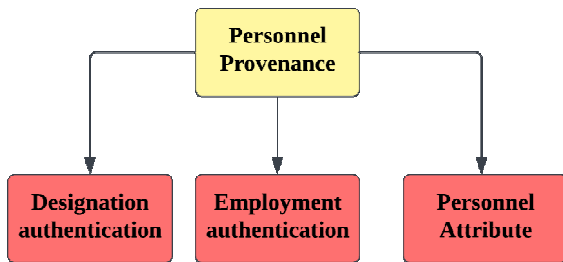 Personnel
Provenance
Designation
authentication
Employment
authentication
Personnel
Attribute